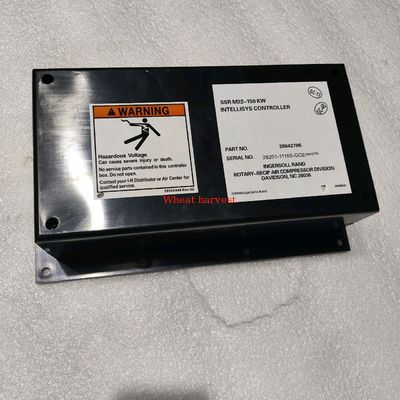 WARNING
Hazardous Voltage.
Can cause severe injury or death.
No service parts contained in this controller
box. Do not open.
Contact your I-R Distributor or Air Center for
qualified service.
SSR M22-150 KW
INTELLISYS CONTROLLER
PART NO. 39842796
SERIAL NO.
INGERSOLL RAND
ROTARY-RECIP AIR COMPRESSOR DIVISION
DAVIDSON, NC 28036
Wheat harvest